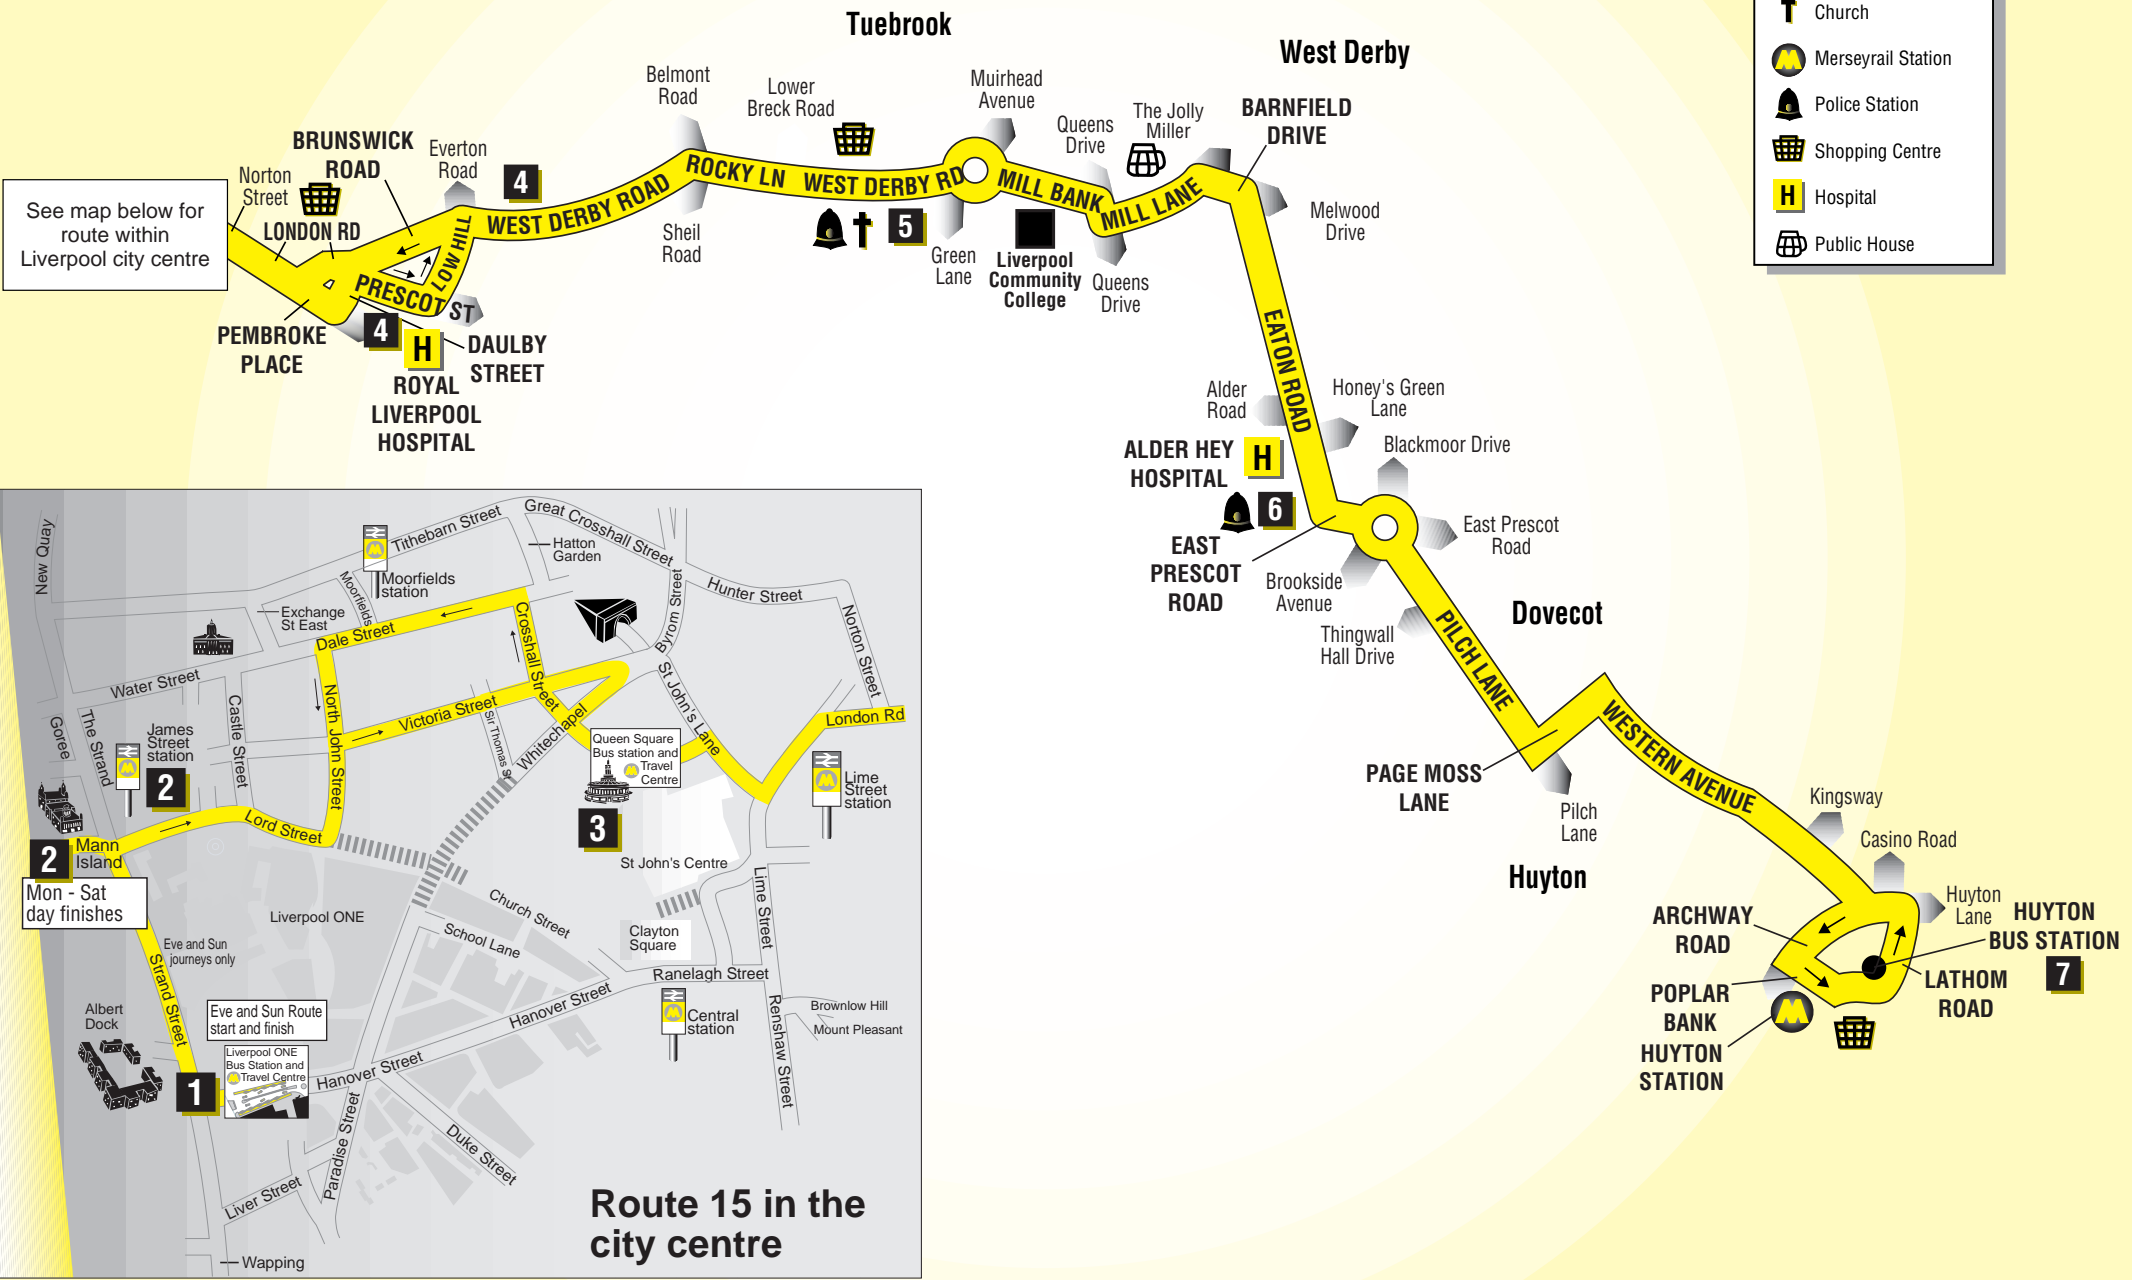 Tuebrook
West Derby
Church
Merseyrail Station
Police Station
Shopping Centre
H
Hospital
Public House
Belmont
Road
Lower
Breck Road
Muirhead
Avenue
Queens
Drive
The Jolly
Miller
BARNFIELD
DRIVE
BRUNSWICK
ROAD
Everton
Road
Norton
Street
4
See map below for
route within
Liverpool city centre
LONDON RD
LOW HILL
WEST DERBY ROAD
ROCKY LN
WEST DERBY RD
MILL BANK
MILL LANE
Melwood
Drive
PRESCOT ST
Sheil
Road
5
Green
Lane
Liverpool
Community
College
Queens
Drive
PEMBROKE
PLACE
4
H
DAULBY
STREET
ROYAL
LIVERPOOL
HOSPITAL
EATON ROAD
Alder
Road
Honey's Green
Lane
Blackmoor Drive
ALDER HEY
HOSPITAL
H
6
East Prescot
Road
EAST
PRESCOT
ROAD
Brookside
Avenue
Thingwall
Hall Drive
PILCH LANE
Dovecot
WESTERN AVENUE
PAGE MOSS
LANE
Pilch
Lane
Huyton
Kingsway
Casino Road
Huyton
Lane
HUYTON
BUS STATION
7
ARCHWAY
ROAD
LATHOM
ROAD
POPLAR
BANK
HUYTON
STATION
New Quay
Tithebarn Street
Great Crosshall Street
Hatton
Garden
Moorfields
station
Moorfields
Exchange
St East
Dale Street
Crosshall Street
Byrom Street
Hunter Street
Norton Street
Water Street
Castle Street
North John Street
Victoria Street
Sir Thomas St
Whitechapel
St John's Lane
London Rd
Goree
The Strand
James
Street
station
2
Queen Square
Bus station and
Travel
Centre
3
Lime
Street
station
Lord Street
2
Mann
Island
Mon - Sat
day finishes
St John's Centre
Liverpool ONE
Church Street
School Lane
Clayton
Square
Lime Street
Ranelagh Street
Eve and Sun
journeys only
Strand Street
Albert
Dock
Eve and Sun Route
start and finish
Liverpool ONE
Bus Station and
Travel Centre
1
Hanover Street
Hanover Street
Central
station
Renshaw Street
Brownlow Hill
Mount Pleasant
Paradise Street
Duke Street
Liver Street
Wapping
Route 15 in the
city centre